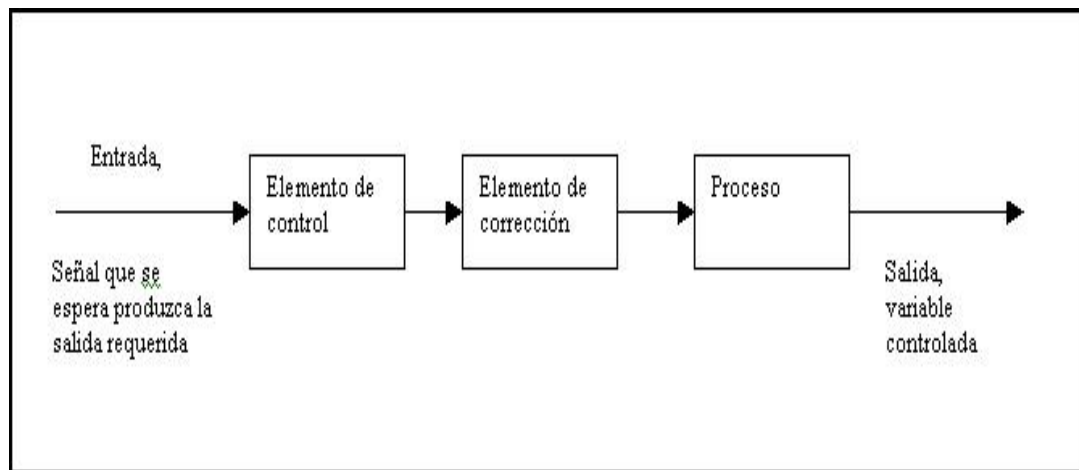 Entrada,
Señal que se
espera produzca la
salida requerida
Elemento de
control
Elemento de
corrección
Proceso
Salida,
variable
controlada